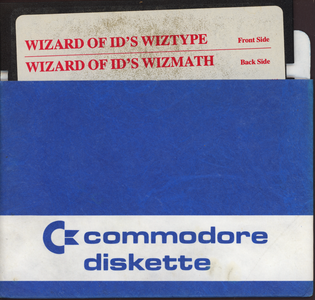 WIZARD OF ID'S WIZTYPE Front Side
WIZARD OF ID'S WIZMATH Back Side
commodore
diskette